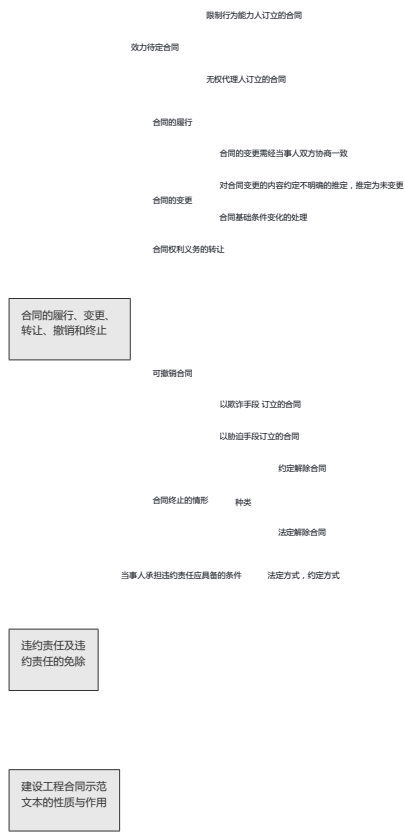 限制行为能力人订立的合同
效力待定合同
无权代理人订立的合同
合同的履行
合同的变更需经当事人双方协商一致
对合同变更的内容约定不明确的推定，推定为未变更
合同的变更
合同基础条件变化的处理
合同权利义务的转让
合同的履行、变更、
转让、撤销和终止
可撤销合同
以欺诈手段 订立的合同
以胁迫手段订立的合同
约定解除合同
合同终止的情形
种类
法定解除合同
当事人承担违约责任应具备的条件
法定方式，约定方式
违约责任及违
约责任的免除
建设工程合同示范
文本的性质与作用